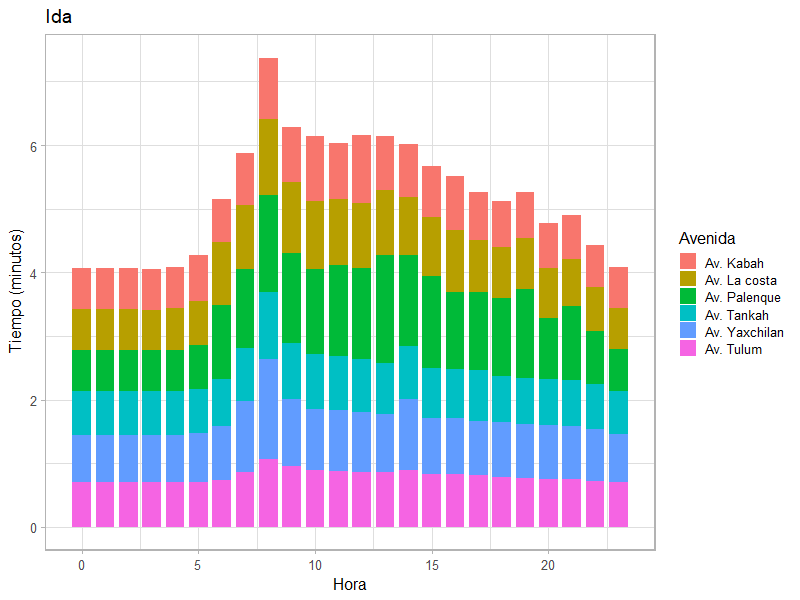 Ida
Tiempo (minutos)
6
4
2
0
0 5 10 15 20
Hora
Avenida
Av. Kabah
Av. La costa
Av. Palenque
Av. Tankah
Av. Yaxchilan
Av. Tulum